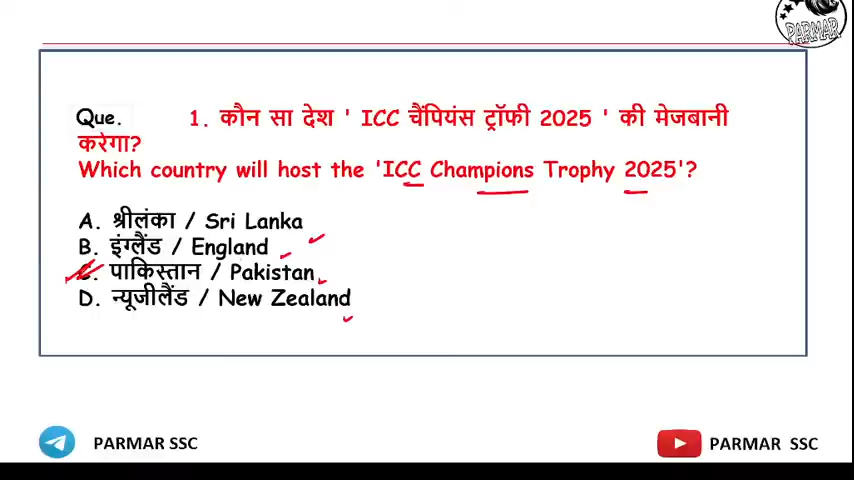 PARMAR
Que. 1. कौन सा देश ' ICC चैंपियंस ट्रॉफी 2025 ' की मेजबानी
करेगा?
Which country will host the 'ICC Champions Trophy 2025'?
A. श्रीलंका / Sri Lanka
B. इंग्लैंड / England
C. पाकिस्तान / Pakistan
D. न्यूजीलैंड / New Zealand
PARMAR SSC
PARMAR SSC